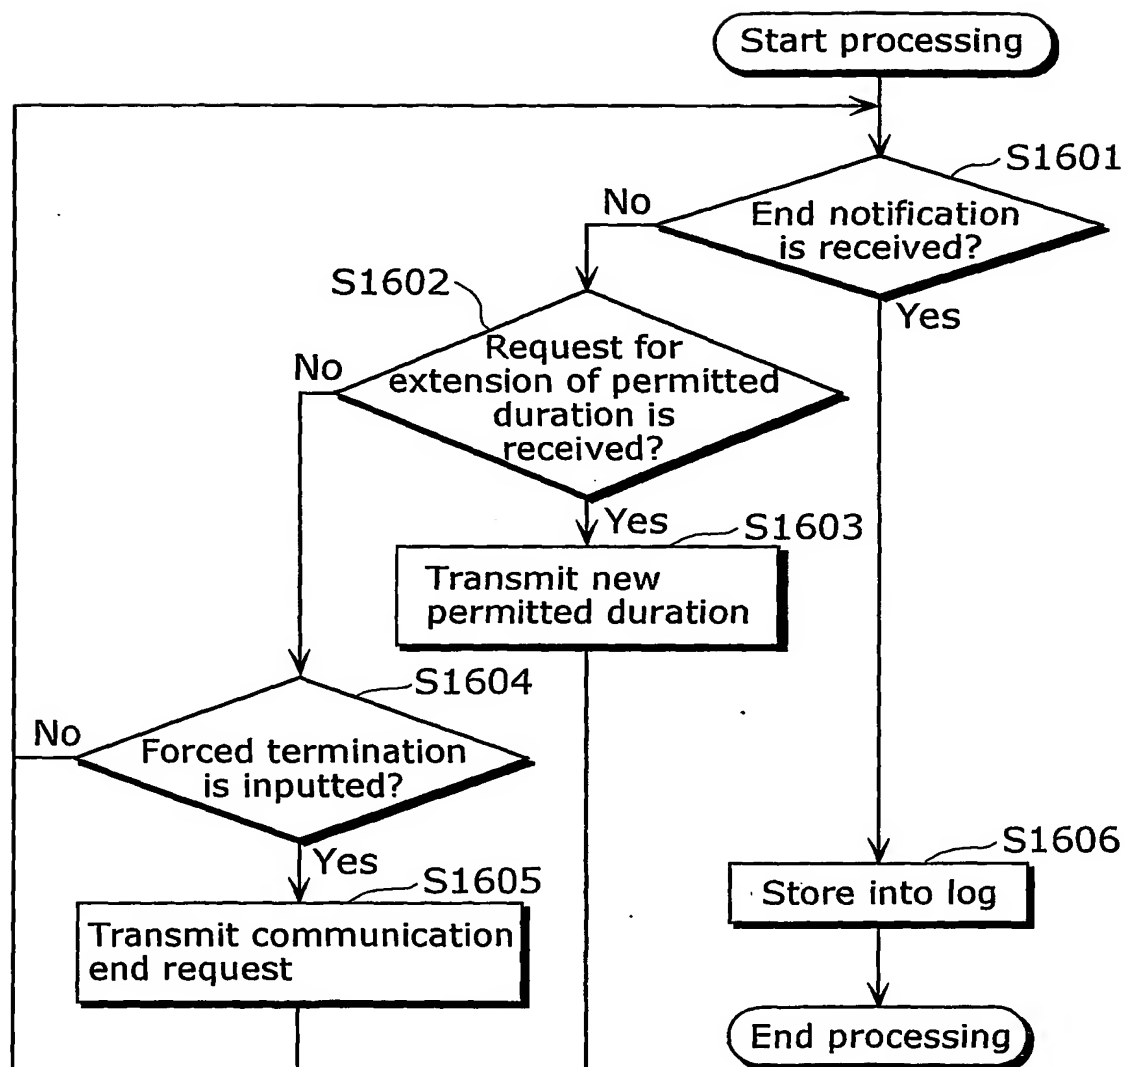 Start processing
S1601
End notification
is received?
No
Yes
S1602
Request for
extension of permitted
duration is
received?
No
Yes
S1603
Transmit new
permitted duration
S1604
Forced termination
is inputted?
No
Yes
S1605
Transmit communication
end request
S1606
Store into log
End processing